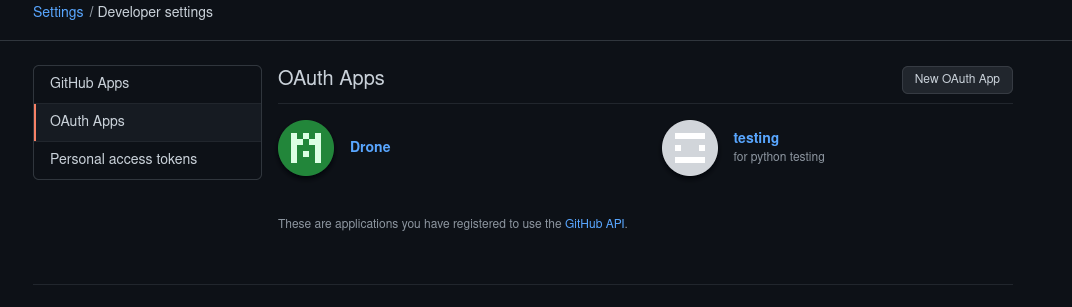 Settings / Developer settings
GitHub Apps
OAuth Apps
Personal access tokens
OAuth Apps
New OAuth App
Drone
testing
for python testing
These are applications you have registered to use the GitHub API.